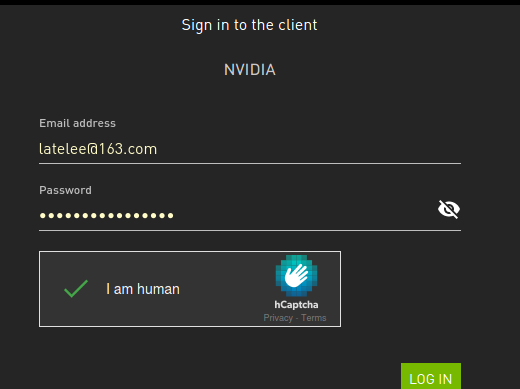 Sign in to the client
NVIDIA
Email address
latelee@163.com
Password
••••••••••••••••
I am human
hCaptcha
Privacy - Terms
LOG IN